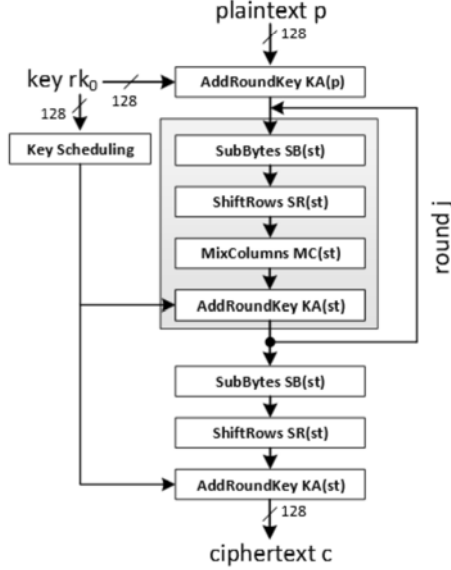 plaintext p
128
key rk₀
128
128
AddRoundKey KA(p)
Key Scheduling
SubBytes SB(st)
ShiftRows SR(st)
MixColumns MC(st)
AddRoundKey KA(st)
round j
SubBytes SB(st)
ShiftRows SR(st)
AddRoundKey KA(st)
128
ciphertext c